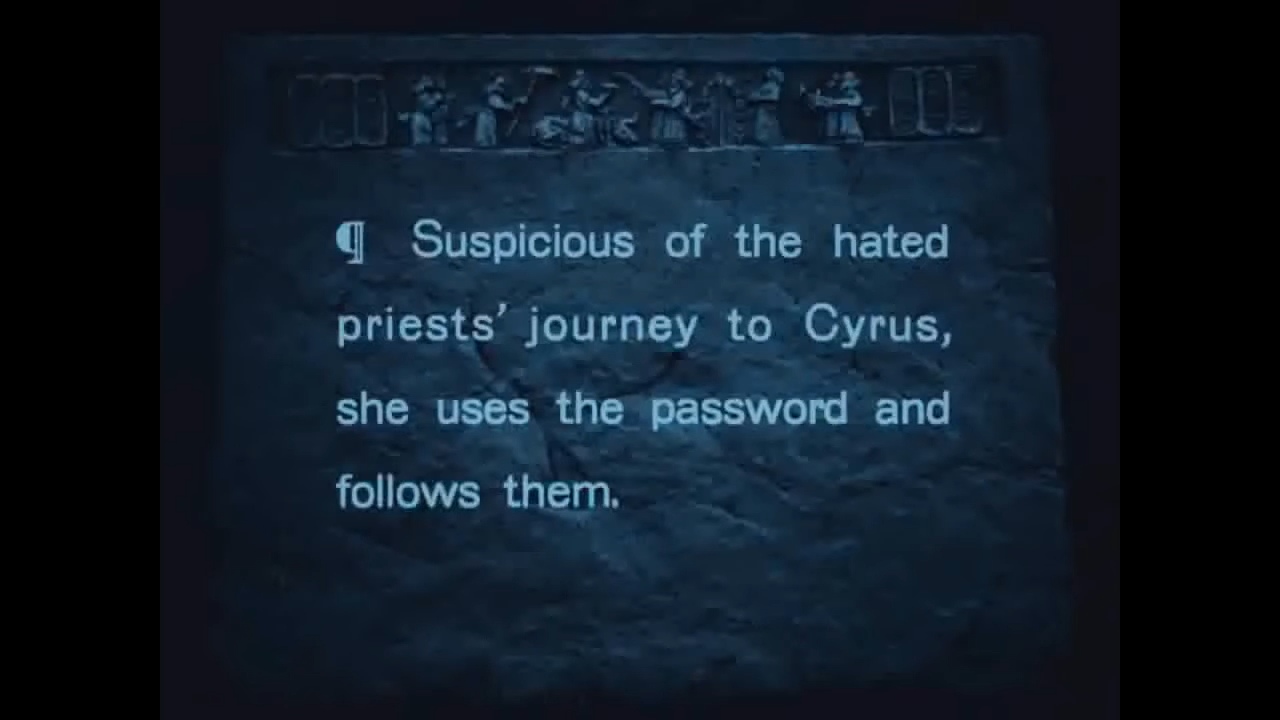 ¶ Suspicious of the hated
priests’ journey to Cyrus,
she uses the password and
follows them.